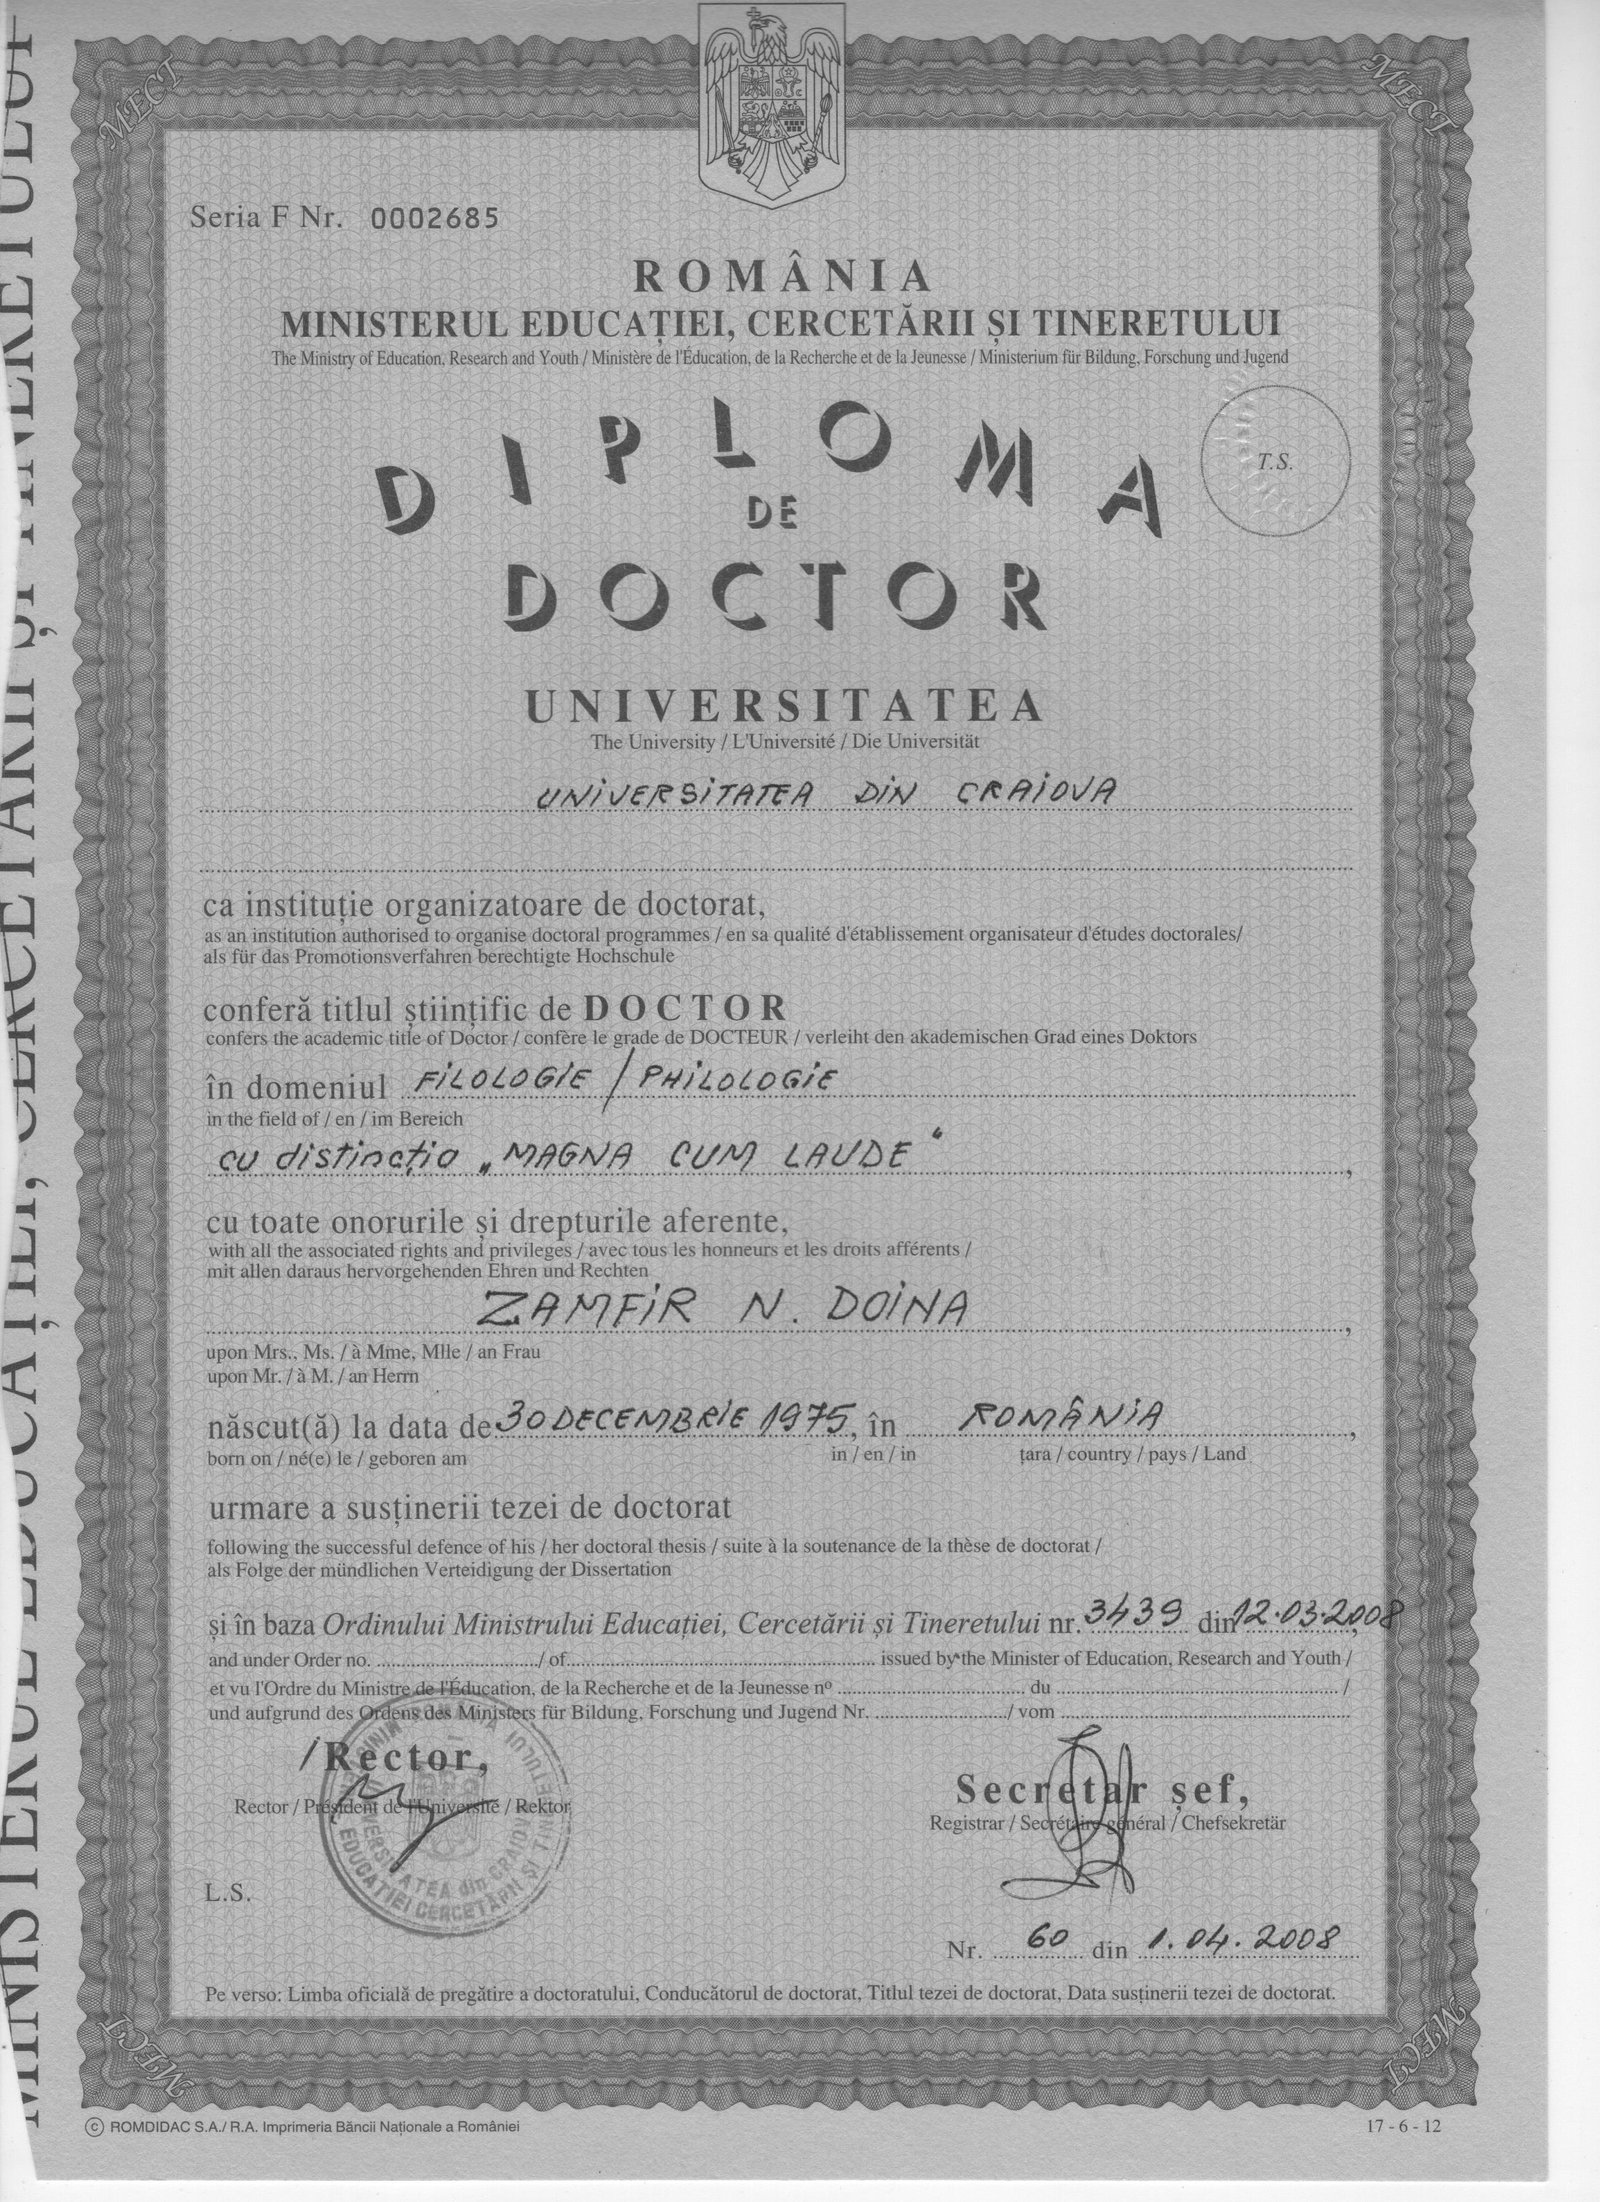 MINISTERUL EDUCAȚIEI, CERCETĂRII ȘI TINERETULUI
MECT
MECT
Seria F Nr. 0002685
ROMÂNIA
MINISTERUL EDUCAȚIEI, CERCETĂRII ȘI TINERETULUI
The Ministry of Education, Research and Youth / Ministère de l'Éducation, de la Recherche et de la Jeunesse / Ministerium für Bildung, Forschung und Jugend
DIPLOMA
DE
DOCTOR
T.S.
UNIVERSITATEA
The University / L'Université / Die Universität
UNIVERSITATEA DIN CRAIOVA
ca instituție organizatoare de doctorat,
as an institution authorised to organise doctoral programmes / en sa qualité d'établissement organisateur d'études doctorales/
als für das Promotionsverfahren berechtigte Hochschule
conferă titlul științific de DOCTOR
confers the academic title of Doctor / confère le grade de DOCTEUR / verleiht den akademischen Grad eines Doktors
în domeniul FILOLOGIE / PHILOLOGIE
in the field of / en / im Bereich
cu distincția „MAGNA CUM LAUDE“,
cu toate onorurile și drepturile aferente,
with all the associated rights and privileges / avec tous les honneurs et les droits afférents /
mit allen daraus hervorgehenden Ehren und Rechten
ZAMFIR N. DOINA,
upon Mrs., Ms. / à Mme, Mlle / an Frau
upon Mr. / à M. / an Herrn
născut(ă) la data de 30 DECEMBRIE 1975, în ROMÂNIA,
born on / né(e) le / geboren am in / en / in țara / country / pays / Land
urmare a susținerii tezei de doctorat
following the successful defence of his / her doctoral thesis / suite à la soutenance de la thèse de doctorat /
als Folge der mündlichen Verteidigung der Dissertation
și în baza Ordinului Ministrului Educației, Cercetării și Tineretului nr. 3439 din 12.03.2008,
and under Order no. ............ / of ............ issued by the Minister of Education, Research and Youth /
et vu l'Ordre du Ministre de l'Éducation, de la Recherche et de la Jeunesse nº ............ du ............ /
und aufgrund des Ordens des Ministers für Bildung, Forschung und Jugend Nr. ............ / vom ............
/ Rector,
Rector / Président de l'Université / Rektor
Secretar șef,
Registrar / Secrétaire général / Chefsekretär
ROMÂNIA
UNIVERSITATEA din CRAIOVA
L.S.
Nr. 60 din 1.04.2008
Pe verso: Limba oficială de pregătire a doctoratului, Conducătorul de doctorat, Titlul tezei de doctorat, Data susținerii tezei de doctorat.
MECT
MECT
© ROMDIDAC S.A./ R.A. Imprimeria Băncii Naționale a României
17 - 6 - 12